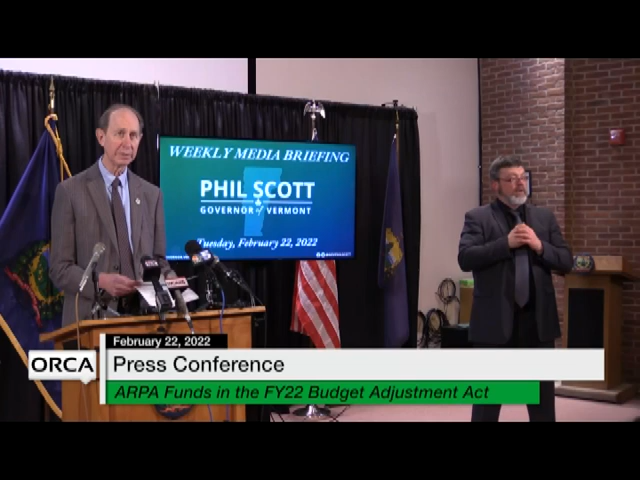 WEEKLY MEDIA BRIEFING
PHIL SCOTT
GOVERNOR of VERMONT
Tuesday, February 22, 2022
February 22, 2022
ORCA
Press Conference
ARPA Funds in the FY22 Budget Adjustment Act